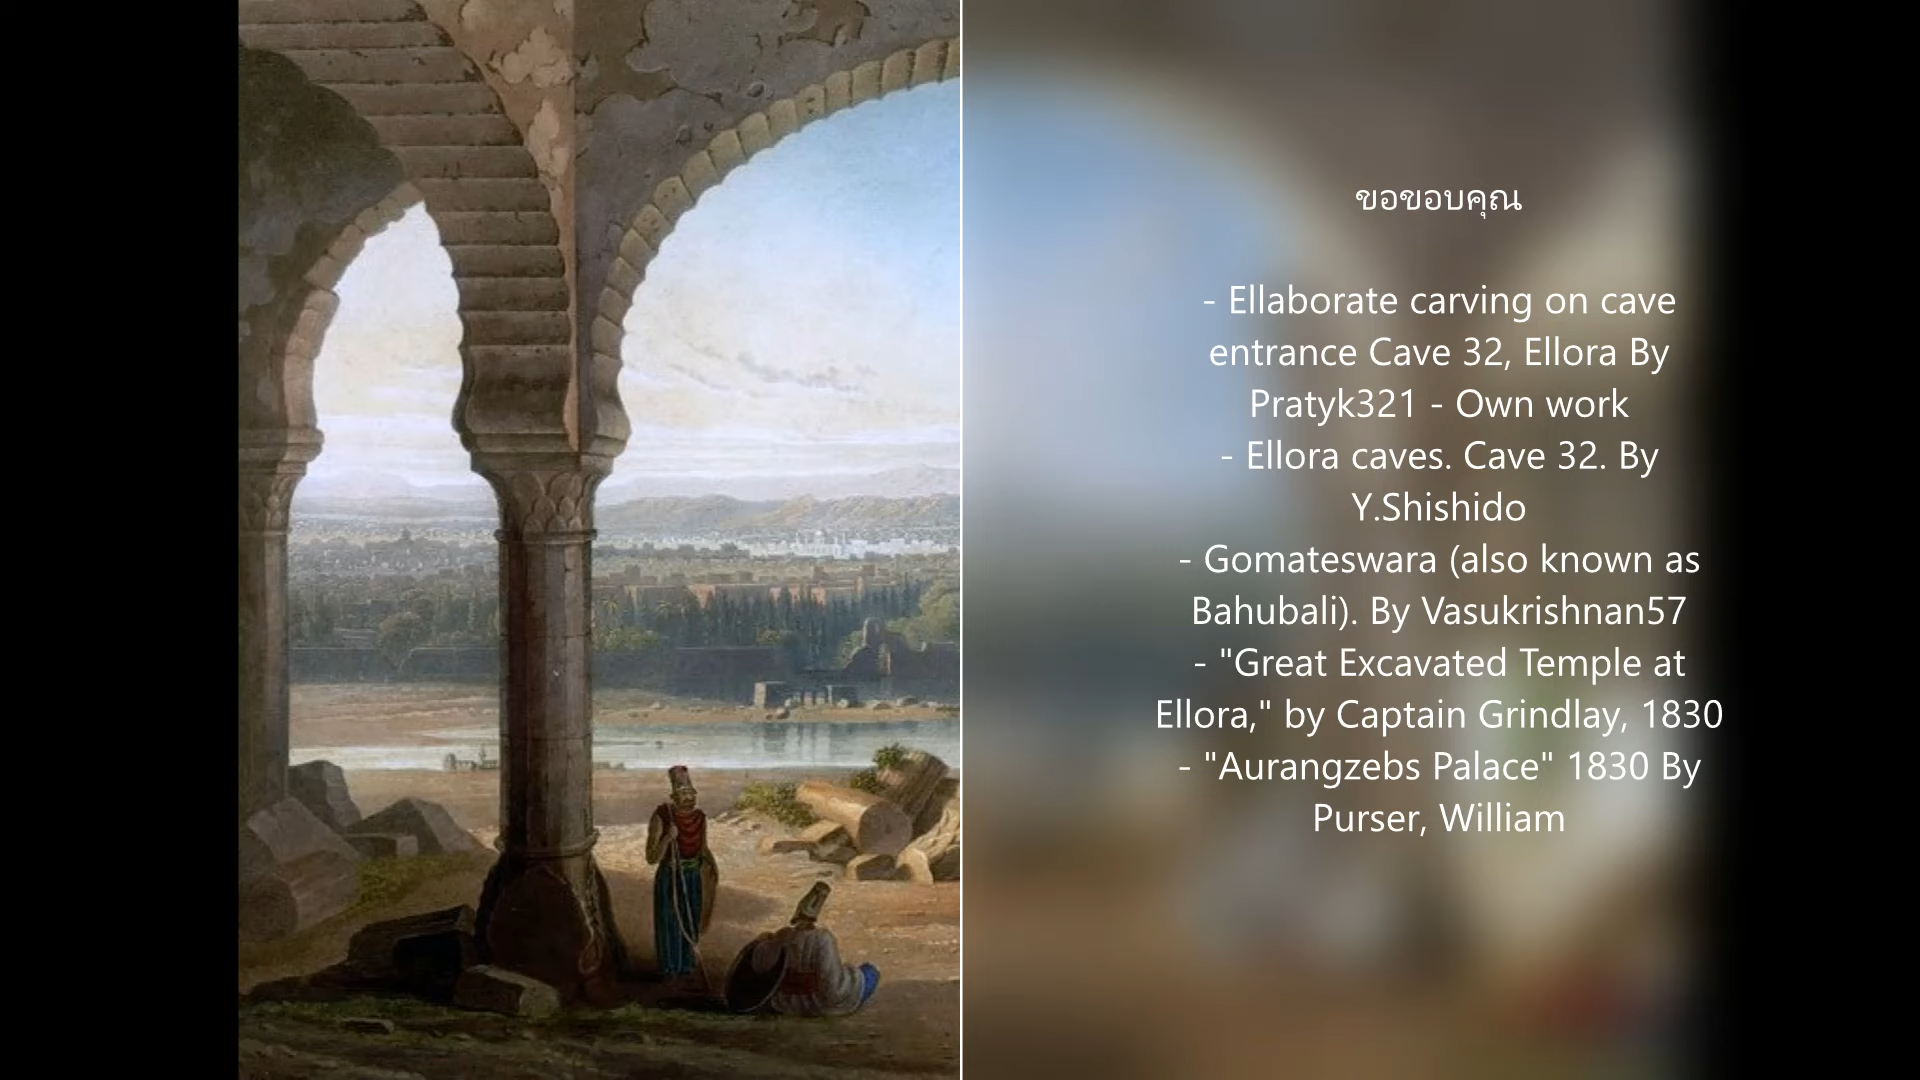 ขอขอบคุณ
- Ellaborate carving on cave
entrance Cave 32, Ellora By
Pratyk321 - Own work
- Ellora caves. Cave 32. By
Y.Shishido
- Gomateswara (also known as
Bahubali). By Vasukrishnan57
- "Great Excavated Temple at
Ellora," by Captain Grindlay, 1830
- "Aurangzebs Palace" 1830 By
Purser, William